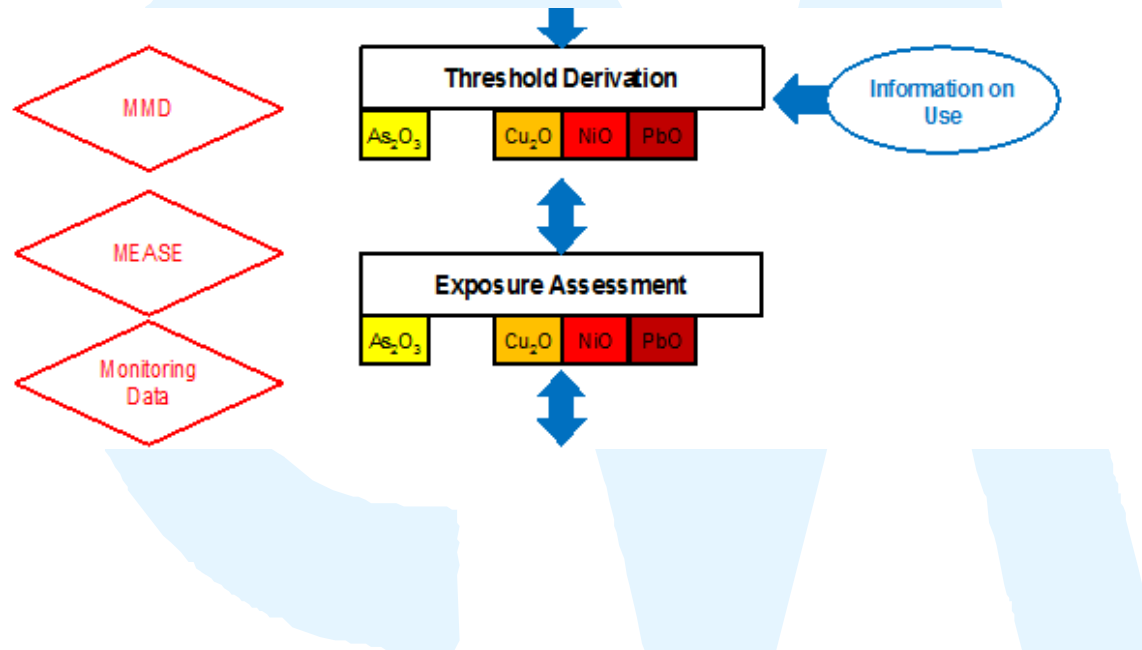 MMD
Threshold Derivation
Information on
Use
As₂O₃ Cu₂O NiO PbO
MEASE
Exposure Assessment
As₂O₃ Cu₂O NiO PbO
Monitoring
Data